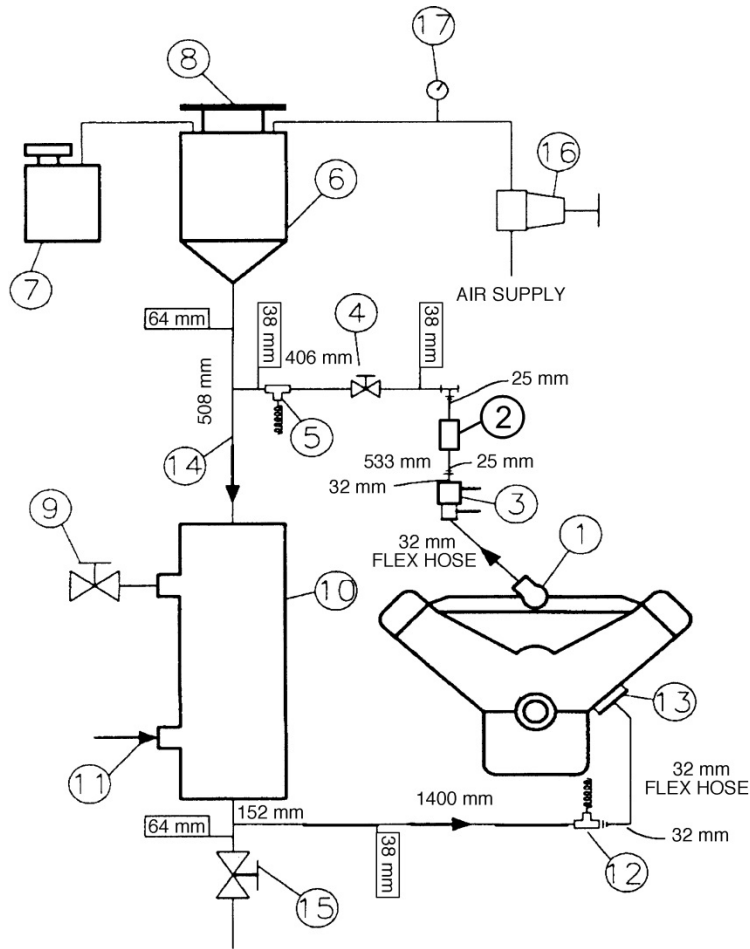 17
8
16
6
7
AIR SUPPLY
64 mm
38 mm
4
38 mm
406 mm
25 mm
508 mm
5
2
14
533 mm
25 mm
32 mm
3
9
1
32 mm
FLEX HOSE
10
13
11
32 mm
FLEX HOSE
1400 mm
152 mm
64 mm
38 mm
32 mm
12
15